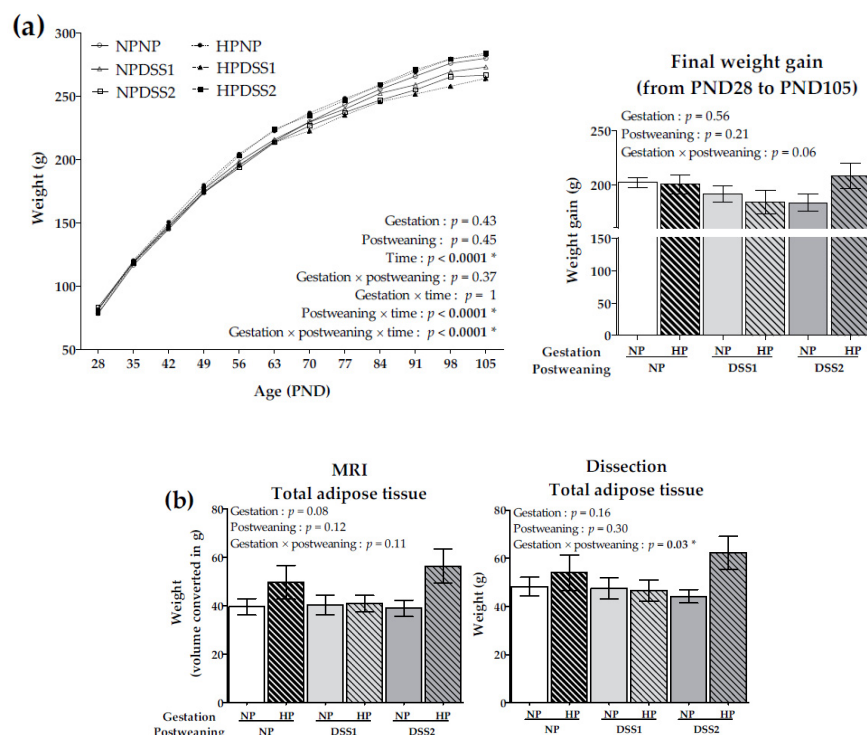 (a)
NPNP
HPNP
NPDSS1
HPDSS1
NPDSS2
HPDSS2
Weight (g)
300
250
200
150
100
50
Gestation : p = 0.43
Postweaning : p = 0.45
Time : p < 0.0001 *
Gestation × postweaning : p = 0.37
Gestation × time : p = 1
Postweaning × time : p < 0.0001 *
Gestation × postweaning × time : p < 0.0001 *
28 35 42 49 56 63 70 77 84 91 98 105
Age (PND)
Final weight gain
(from PND28 to PND105)
Gestation : p = 0.56
Postweaning : p = 0.21
Gestation × postweaning : p = 0.06
Weight gain (g)
250
200
150
100
50
0
Gestation NP HP NP HP NP HP
Postweaning NP DSS1 DSS2
(b)
MRI
Total adipose tissue
Gestation : p = 0.08
Postweaning : p = 0.12
Gestation × postweaning : p = 0.11
Weight
(volume converted in g)
80
60
40
20
0
Gestation NP HP NP HP NP HP
Postweaning NP DSS1 DSS2
Dissection
Total adipose tissue
Gestation : p = 0.16
Postweaning : p = 0.30
Gestation × postweaning : p = 0.03 *
Weight (g)
80
60
40
20
0
NP HP NP HP NP HP
NP DSS1 DSS2